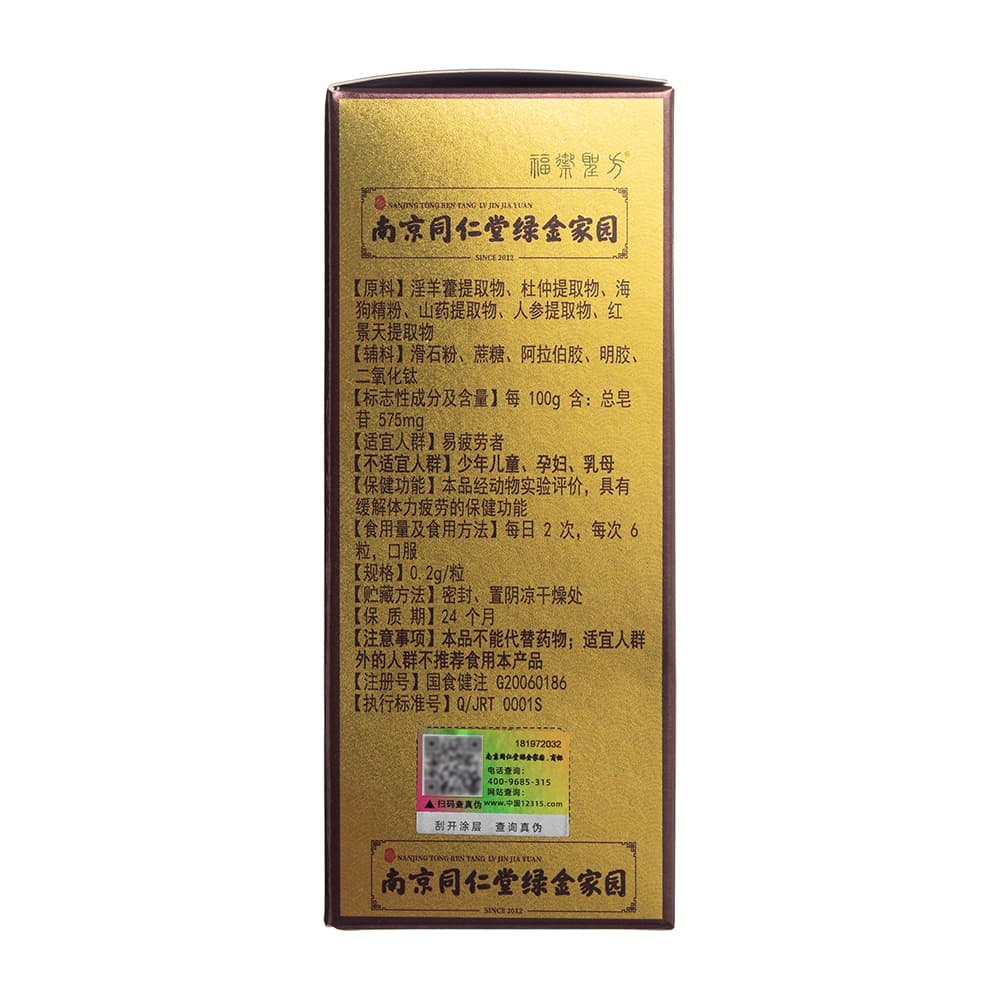 福禦聖方®
NANJING TONG REN TANG LV JIN JIA YUAN
南京同仁堂绿金家园
SINCE 2012
【原料】淫羊藿提取物、杜仲提取物、海
狗精粉、山药提取物、人参提取物、红
景天提取物
【辅料】滑石粉、蔗糖、阿拉伯胶、明胶、
二氧化钛
【标志性成分及含量】每 100g 含：总皂
苷 575mg
【适宜人群】易疲劳者
【不适宜人群】少年儿童、孕妇、乳母
【保健功能】本品经动物实验评价，具有
缓解体力疲劳的保健功能
【食用量及食用方法】每日 2 次，每次 6
粒，口服
【规格】0.2g/粒
【贮藏方法】密封、置阴凉干燥处
【保 质 期】24 个月
【注意事项】本品不能代替药物；适宜人群
外的人群不推荐食用本产品
【注册号】国食健注 G20060186
【执行标准号】Q/JRT 0001S
181972032
南京同仁堂绿金家园．商标
电话查询：
400-9685-315
网站查询：
▲扫码查真伪 www.中国12315.com
刮开涂层 查询真伪
NANJING TONG REN TANG LV JIN JIA YUAN
南京同仁堂绿金家园
SINCE 2012